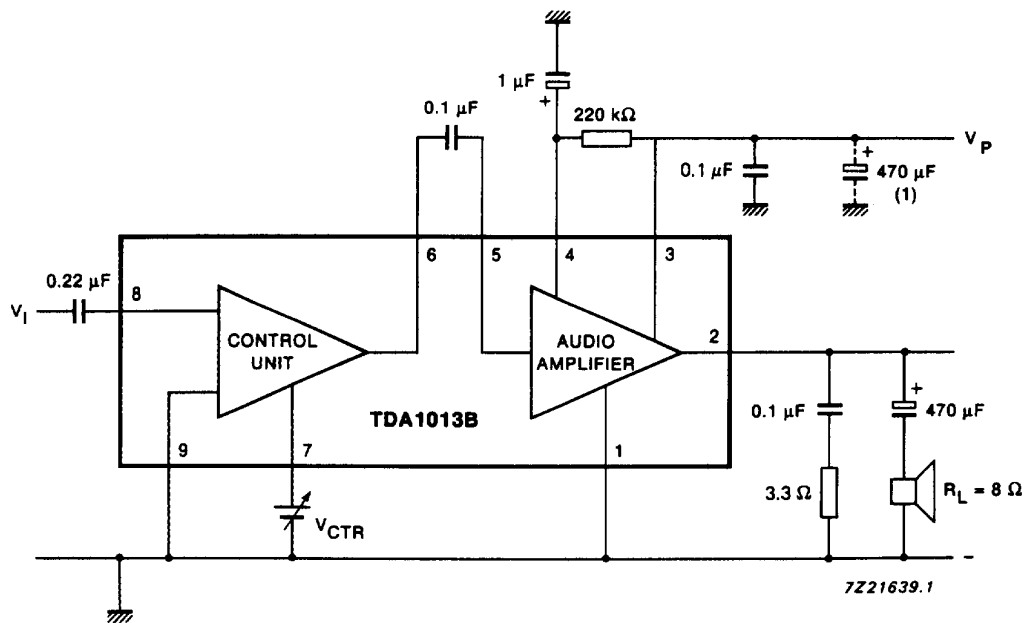 1 µF
+
0.1 µF
220 kΩ
V_P
0.1 µF
+
470 µF
(1)
6
5
4
3
0.22 µF
8
V_I
CONTROL
UNIT
AUDIO
AMPLIFIER
2
TDA1013B
+
0.1 µF
470 µF
9
7
1
3.3 Ω
R_L = 8 Ω
V_CTR
-
7Z21639.1